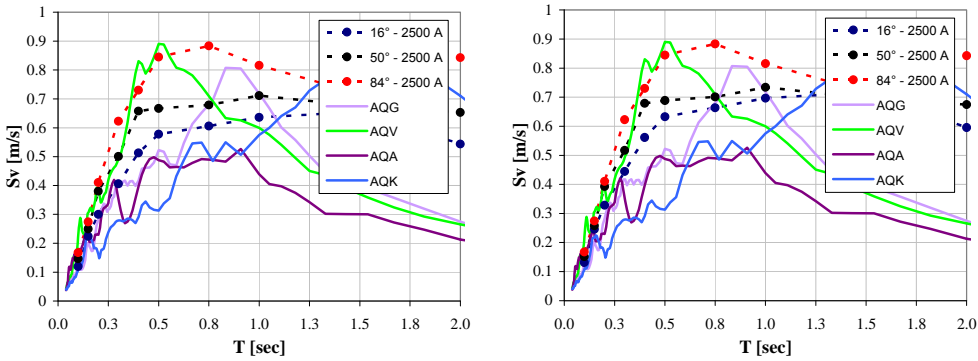 1
0.9
0.8
0.7
0.6
0.5
0.4
0.3
0.2
0.1
0
Sv [m/s]
0.0 0.3 0.5 0.8 1.0 1.3 1.5 1.8 2.0
T [sec]
16° - 2500 A
50° - 2500 A
84° - 2500 A
AQG
AQV
AQA
AQK
1
0.9
0.8
0.7
0.6
0.5
0.4
0.3
0.2
0.1
0
Sv [m/s]
0.0 0.3 0.5 0.8 1.0 1.3 1.5 1.8 2.0
T [sec]
16° - 2500 A
50° - 2500 A
84° - 2500 A
AQG
AQV
AQA
AQK